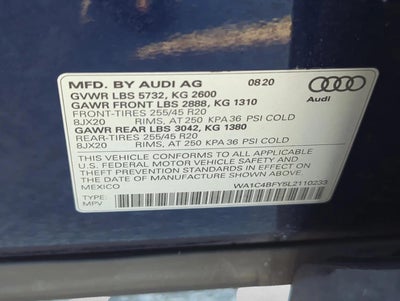 MFD. BY AUDI AG 08 20
GVWR LBS 5732, KG 2600
GAWR FRONT LBS 2888, KG 1310
FRONT-TIRES 255/45 R20
8JX20 RIMS, AT 250 KPA 36 PSI COLD
GAWR REAR LBS 3042, KG 1380
REAR-TIRES 255/45 R20
8JX20 RIMS, AT 250 KPA 36 PSI COLD
Audi
THIS VEHICLE CONFORMS TO ALL APPLICABLE
U.S. FEDERAL MOTOR VEHICLE SAFETY AND
THEFT PREVENTION STANDARDS IN EFFECT ON THE
DATE OF MANUFACTURE SHOWN ABOVE.
MEXICO WA1C4BFY5L2110233
TYPE:
MPV